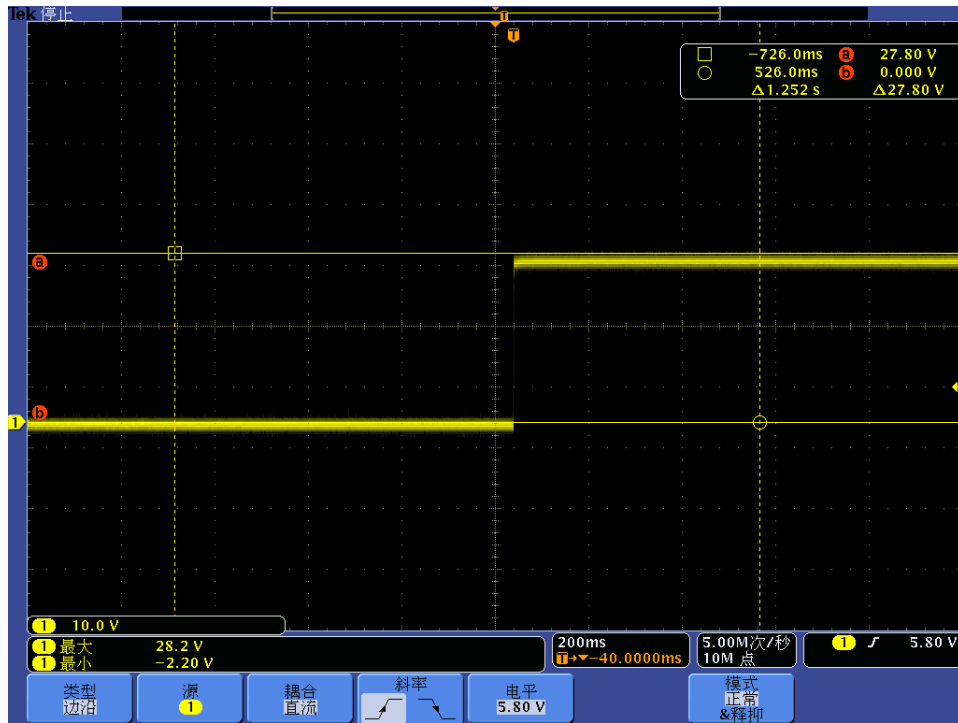 Tek 停止
T
T
−726.0ms a 27.80 V
526.0ms b 0.000 V
Δ1.252 s Δ27.80 V
a
b
1
1 10.0 V
1 最大 28.2 V
1 最小 −2.20 V
200ms
T→▼−40.0000ms
5.00M次/秒
10M 点
1 5.80 V
类型
边沿
源
1
耦合
直流
斜率
电平
5.80 V
模式
正常
&释抑